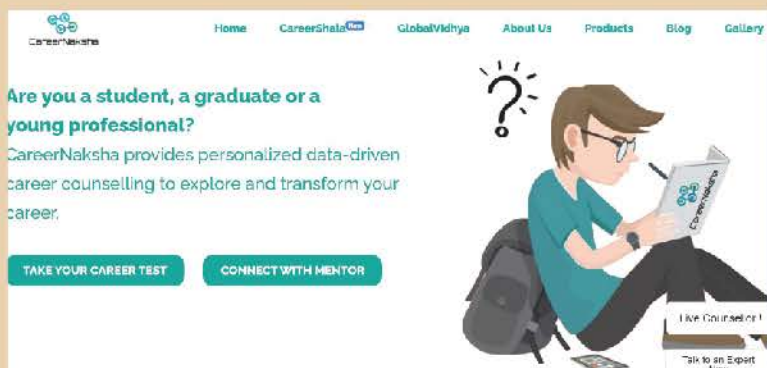 CareerNaksha
Home CareerShala New GlobalVidhya About Us Products Blog Gallery
Are you a student, a graduate or a
young professional?
CareerNaksha provides personalized data-driven
career counselling to explore and transform your
career.
TAKE YOUR CAREER TEST CONNECT WITH MENTOR
CareerNaksha
Live Counsellor !
Talk to an Expert